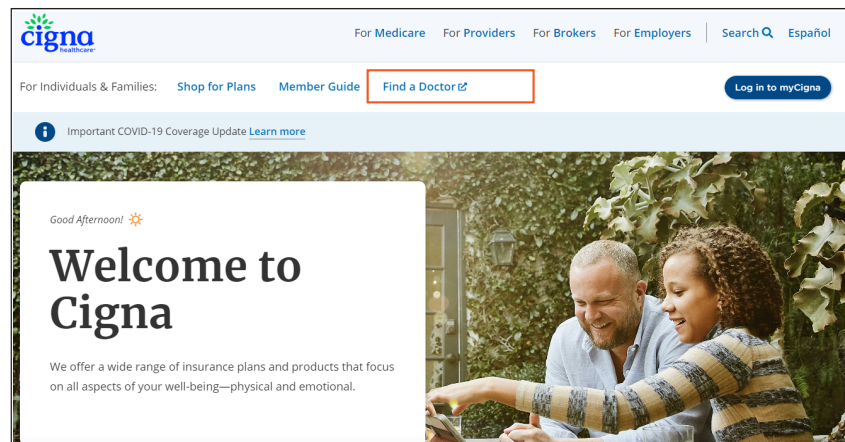 cigna
healthcare
For Medicare For Providers For Brokers For Employers Search Español
For Individuals & Families: Shop for Plans Member Guide Find a Doctor Log in to myCigna
Important COVID-19 Coverage Update Learn more
Good Afternoon!
Welcome to
Cigna
We offer a wide range of insurance plans and products that focus
on all aspects of your well-being—physical and emotional.